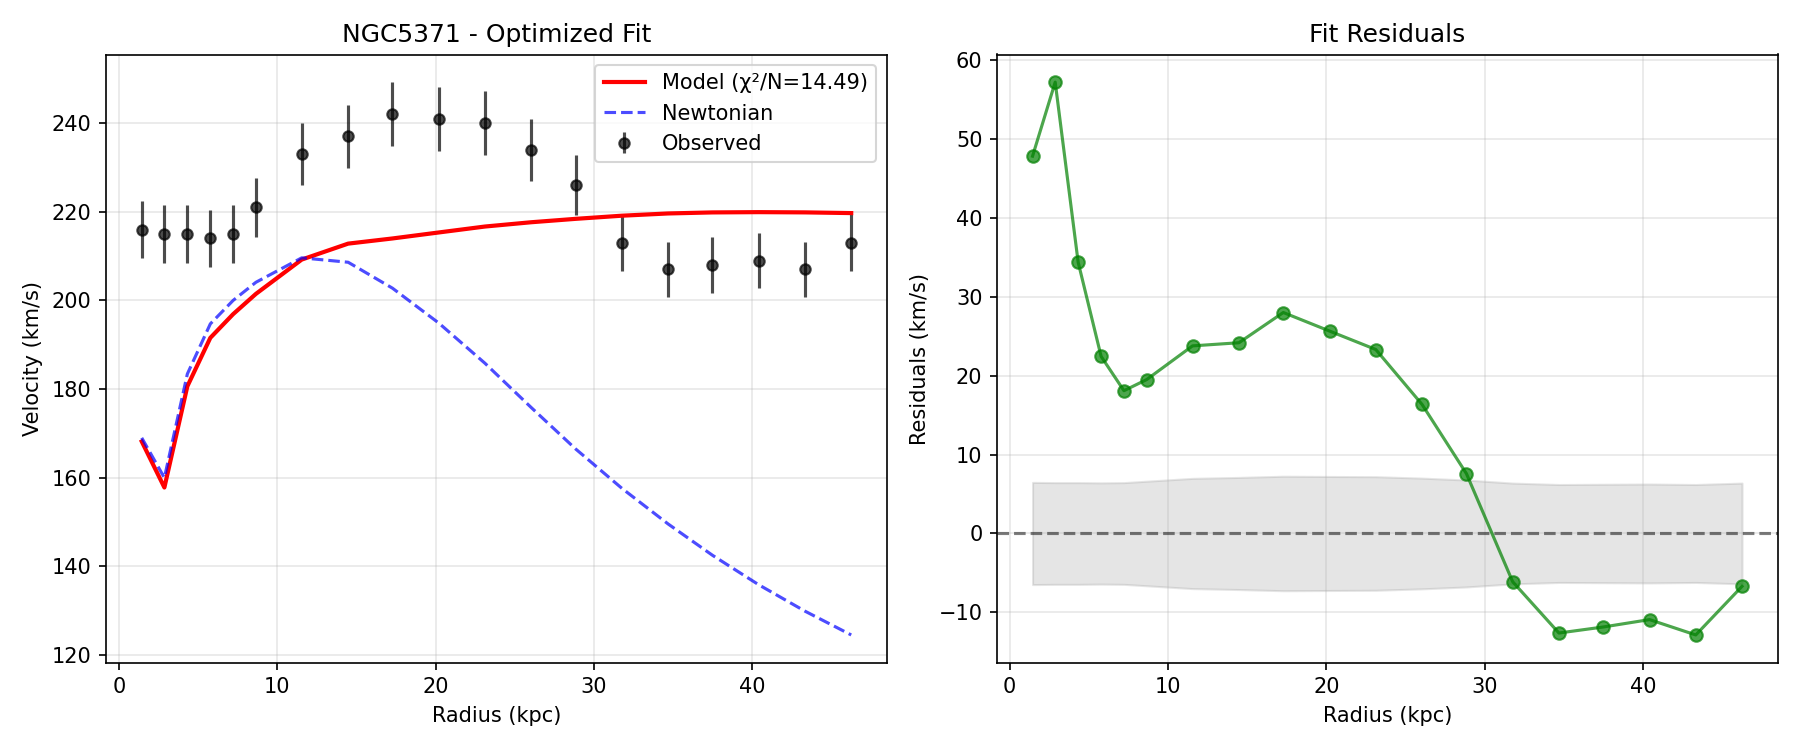 NGC5371 - Optimized Fit
Model (χ²/N=14.49)
Newtonian
Observed
Velocity (km/s)
240
220
200
180
160
140
120
0
10
20
30
40
Radius (kpc)
Fit Residuals
Residuals (km/s)
60
50
40
30
20
10
0
−10
0
10
20
30
40
Radius (kpc)